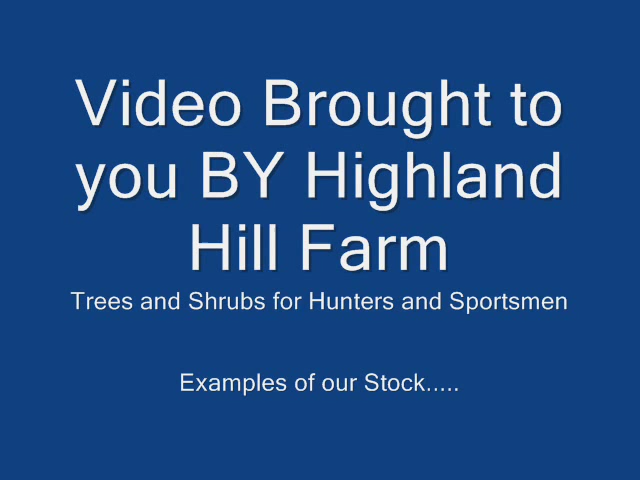 Video Brought to
you BY Highland
Hill Farm
Trees and Shrubs for Hunters and Sportsmen
Examples of our Stock.....